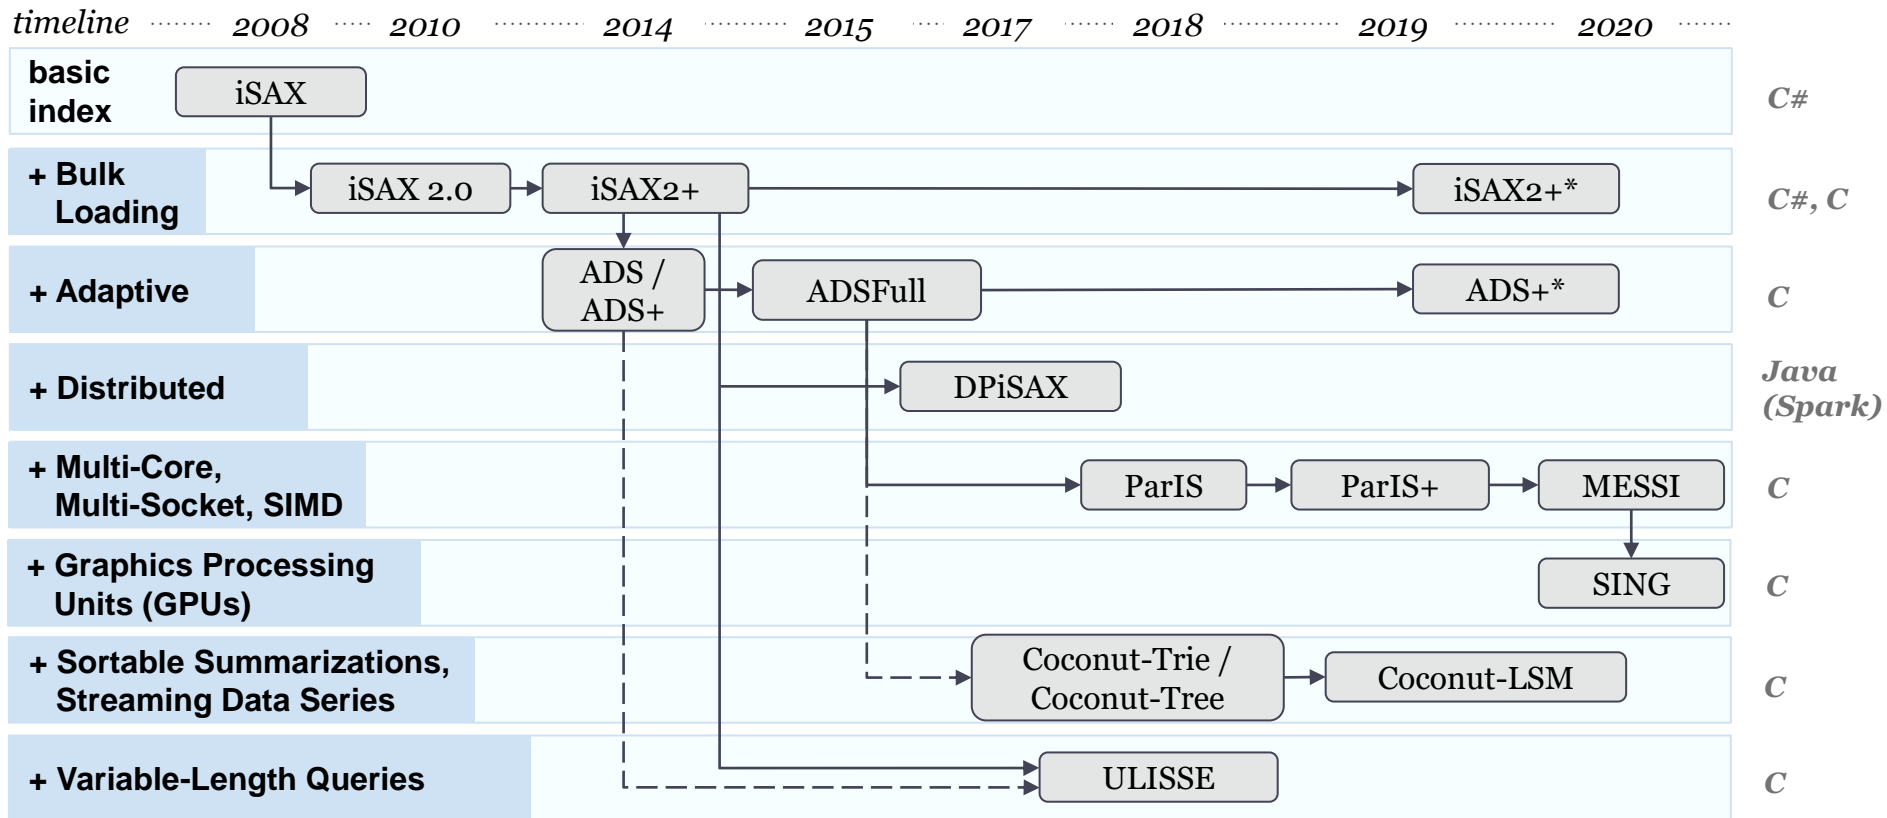 timeline 2008 2010 2014 2015 2017 2018 2019 2020
basic
index
iSAX
C#
+ Bulk
Loading
iSAX 2.0
iSAX2+
iSAX2+*
C#, C
+ Adaptive
ADS /
ADS+
ADSFull
ADS+*
C
+ Distributed
DPiSAX
Java
(Spark)
+ Multi-Core,
Multi-Socket, SIMD
ParIS
ParIS+
MESSI
C
+ Graphics Processing
Units (GPUs)
SING
C
+ Sortable Summarizations,
Streaming Data Series
Coconut-Trie /
Coconut-Tree
Coconut-LSM
C
+ Variable-Length Queries
ULISSE
C